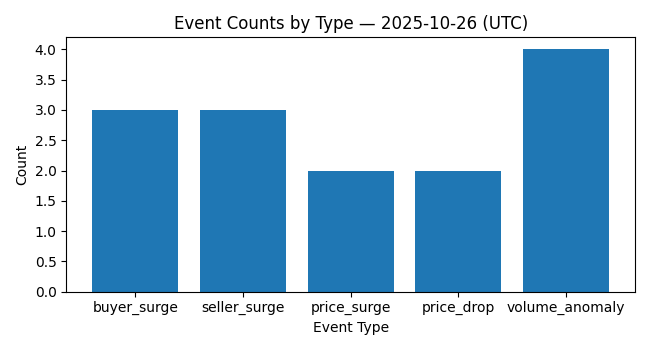 Event Counts by Type — 2025-10-26 (UTC)
4.0
3.5
3.0
2.5
2.0
1.5
1.0
0.5
0.0
Count
buyer_surge seller_surge price_surge price_drop volume_anomaly
Event Type